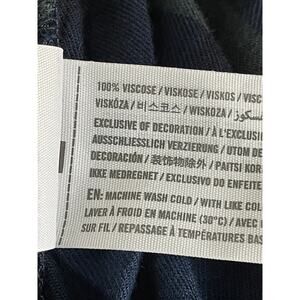 100% VISCOSE / VISKOSE / VISKOS / VISC
VISKÓZA / 비스코스 / WISKOZA / فسكوز
EXCLUSIVE OF DECORATION / À L'EXCLUSI
AUSSCHLIESSLICH VERZIERUNG / UTOM DE
DECORACIÓN / 装饰物除外 / PAITSI KOR
IKKE MEDREGNET / EXCLUSIVO DO ENFEITE
EN: MACHINE WASH COLD / WITH LIKE COL
LAVER À FROID EN MACHINE (30°C) / AVEC
SUR FIL / REPASSAGE À TEMPÉRATURES BAS